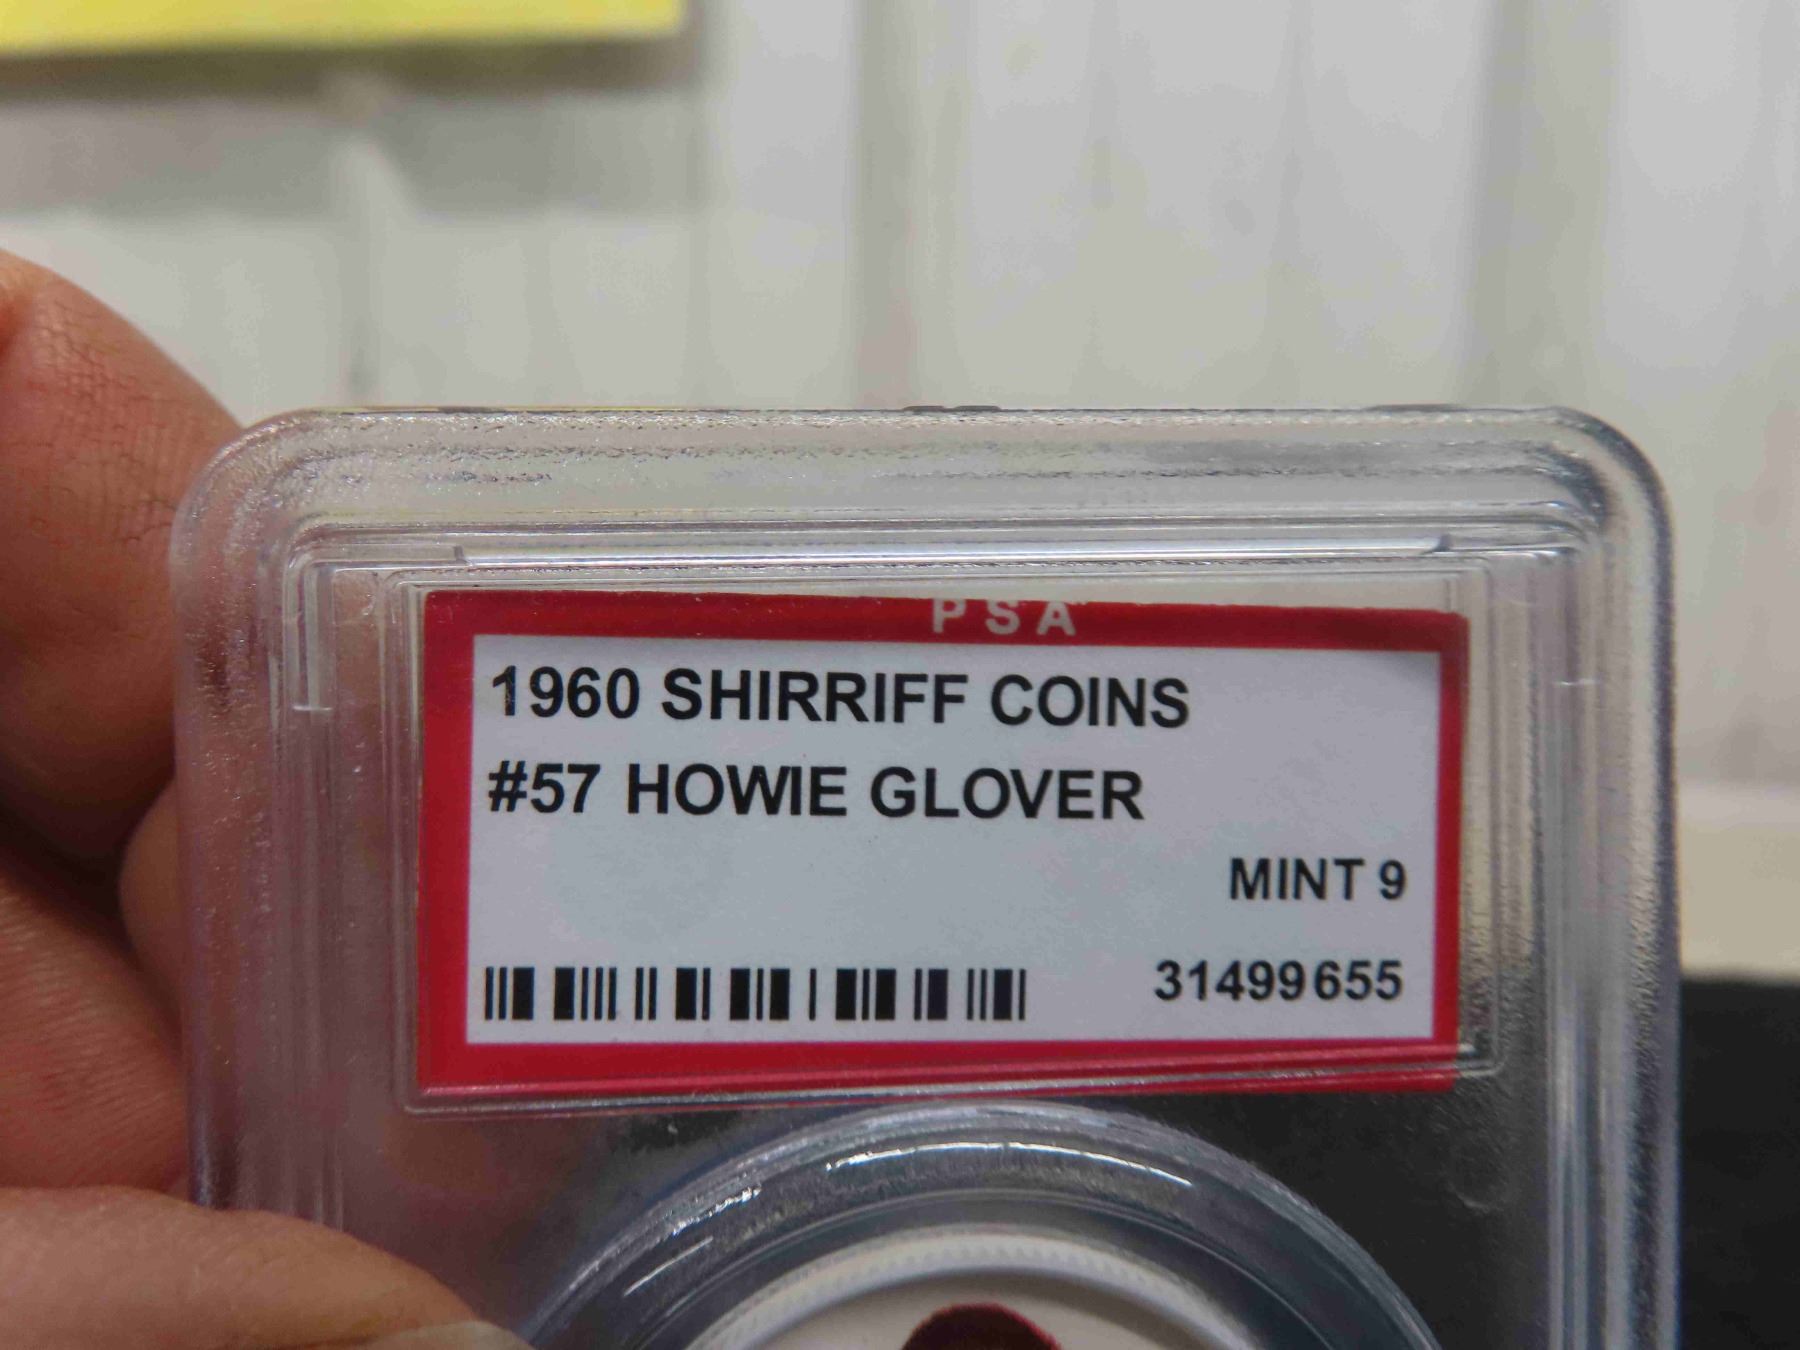 PSA
1960 SHIRRIFF COINS
#57 HOWIE GLOVER
MINT 9
31499655